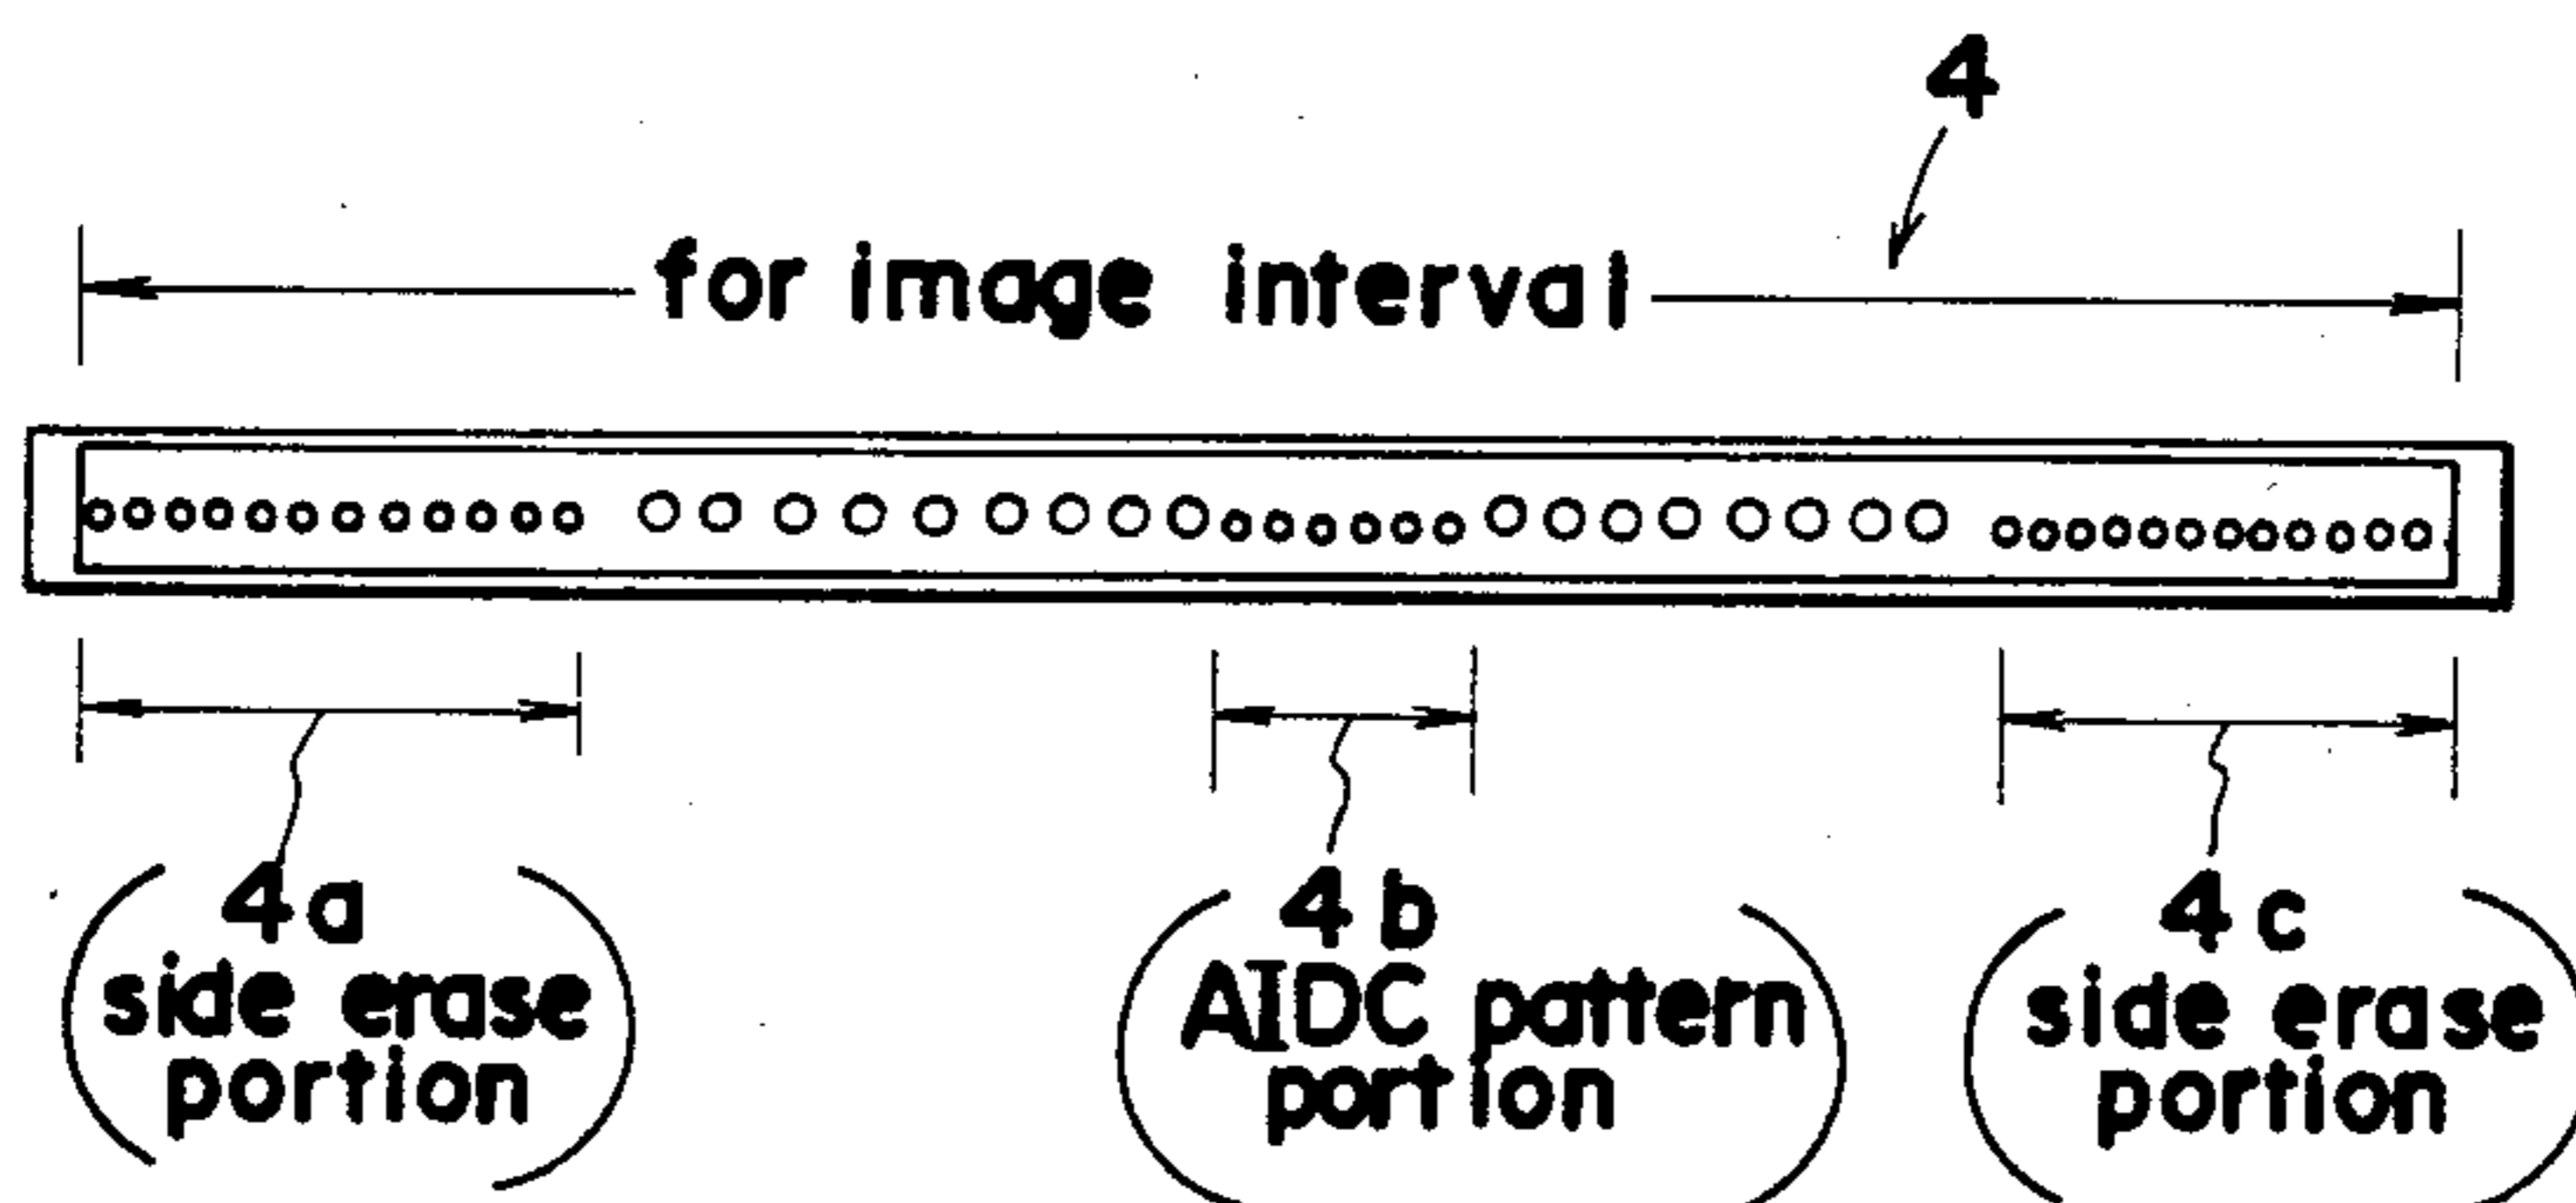 4
for image interval
4a
side erase
portion
4b
AIDC pattern
portion
4c
side erase
portion